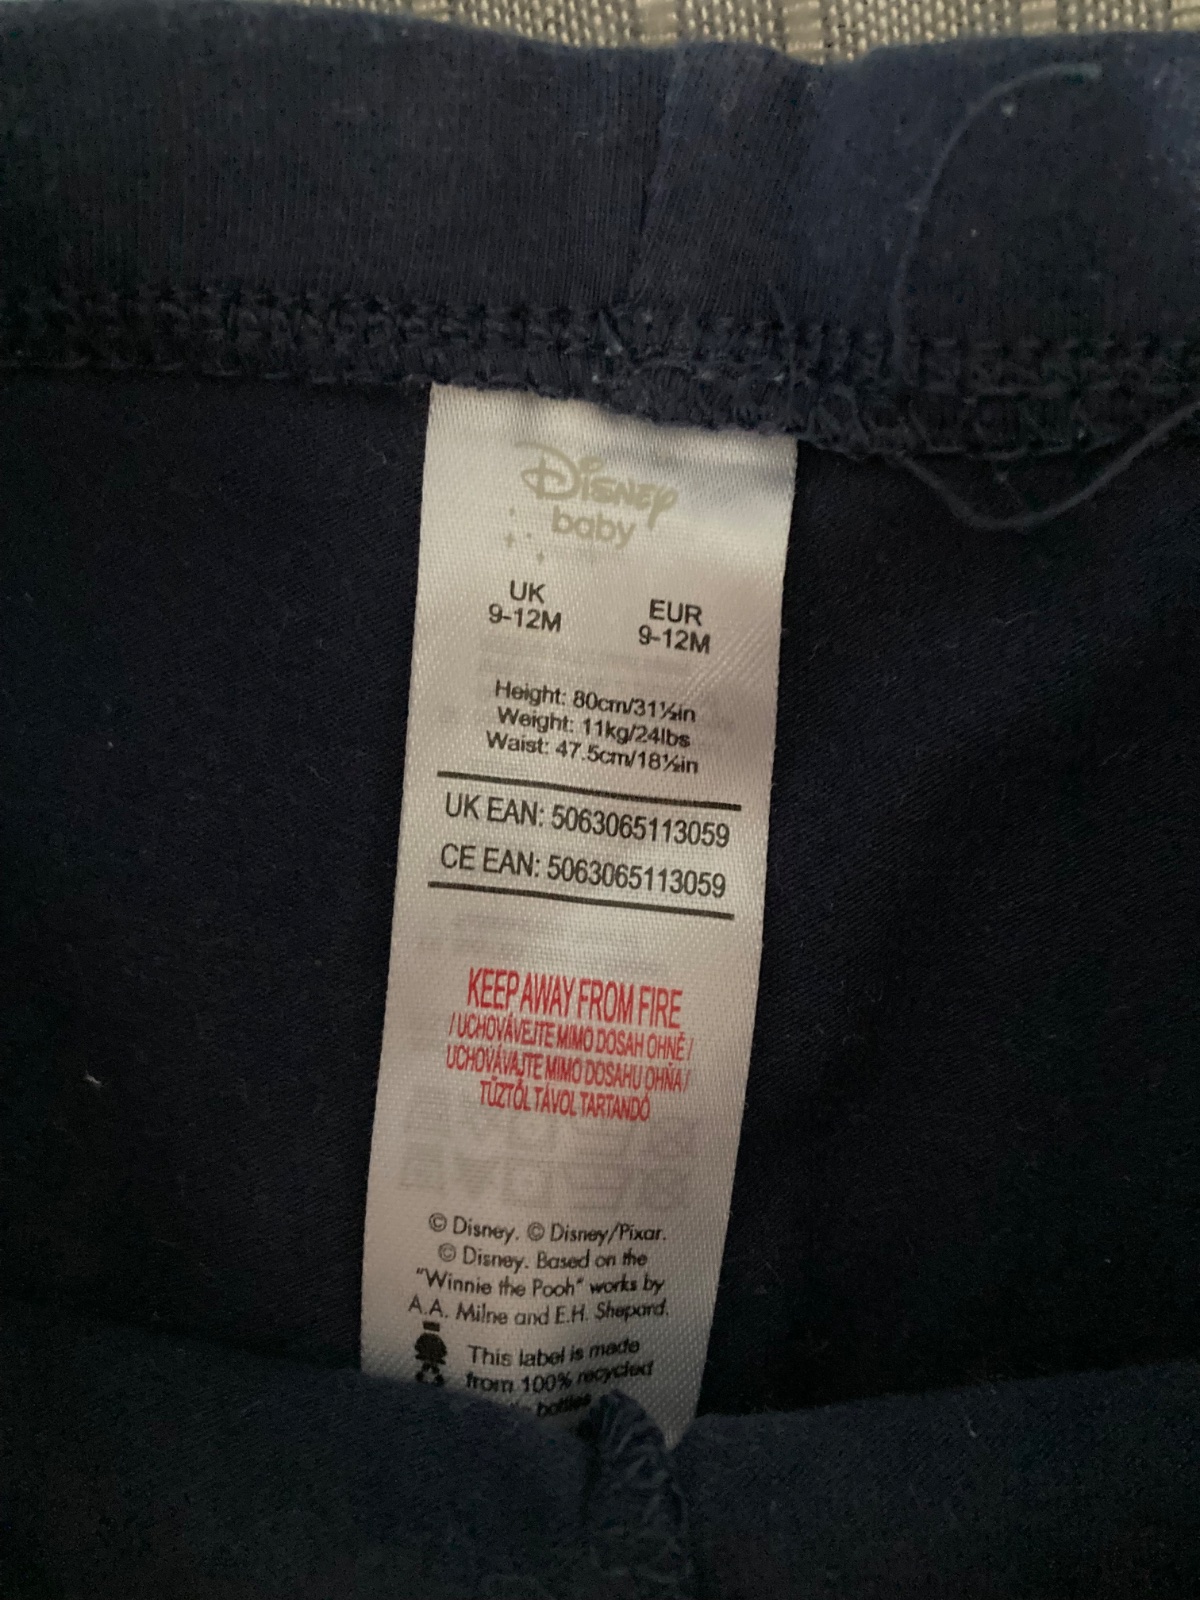 Disney
baby
UK
9-12M
EUR
9-12M
Height: 80cm/31½in
Weight: 11kg/24lbs
Waist: 47.5cm/18½in
UK EAN: 5063065113059
CE EAN: 5063065113059
KEEP AWAY FROM FIRE
/ UCHOVÁVEJTE MIMO DOSAH OHNĚ /
UCHOVÁVAJTE MIMO DOSAHU OHŇA /
TŰZTŐL TÁVOL TARTANDÓ
© Disney. © Disney/Pixar.
© Disney. Based on the
"Winnie the Pooh" works by
A.A. Milne and E.H. Shepard.
This label is made
from 100% recycled
bottles